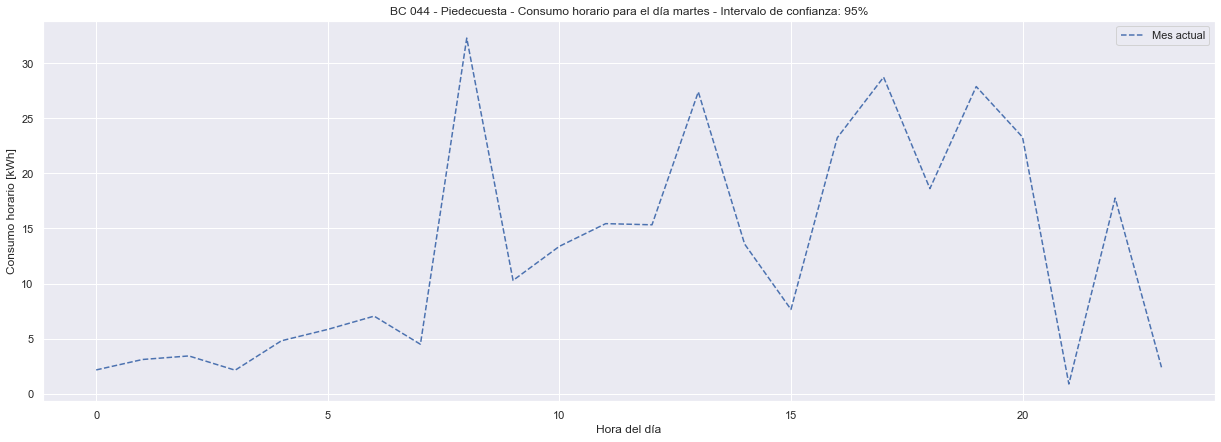 BC 044 - Piedecuesta - Consumo horario para el día martes - Intervalo de confianza: 95%
Mes actual
Consumo horario [kWh]
30
25
20
15
10
5
0
0 5 10 15 20
Hora del día